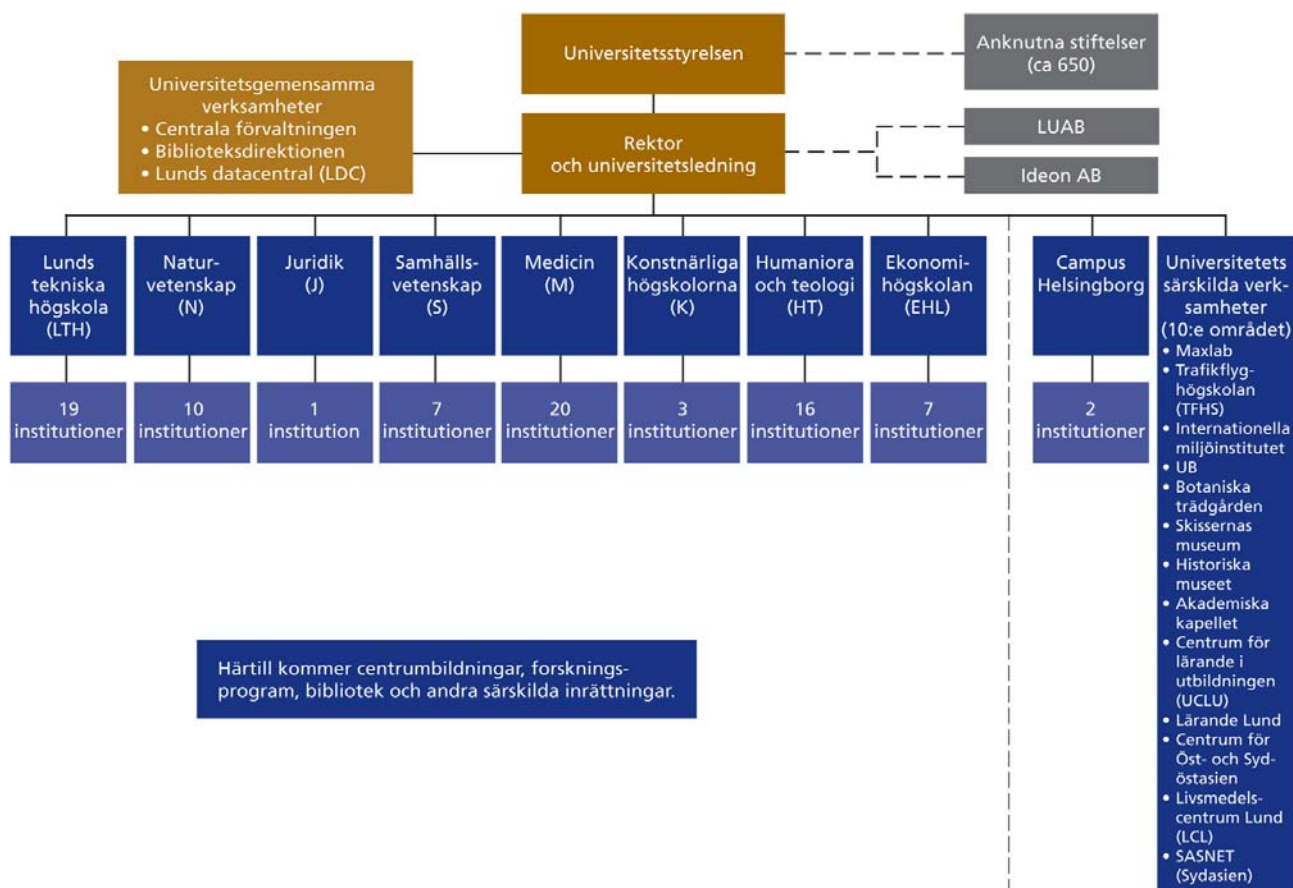 Universitetsstyrelsen
Anknutna stiftelser
(ca 650)
Universitetsgemensamma
verksamheter
• Centrala förvaltningen
• Biblioteksdirektionen
• Lunds datacentral (LDC)
Rektor
och universitetsledning
LUAB
Ideon AB
Lunds
tekniska
högskola
(LTH)
Natur-
vetenskap
(N)
Juridik
(J)
Samhälls-
vetenskap
(S)
Medicin
(M)
Konstnärliga
högskolorna
(K)
Humaniora
och teologi
(HT)
Ekonomi-
högskolan
(EHL)
Campus
Helsingborg
Universitetets
särskilda verk-
samheter
(10:e området)
• Maxlab
• Trafikflyg-
högskolan
(TFHS)
• Internationella
miljöinstitutet
• UB
• Botaniska
trädgården
• Skissernas
museum
• Historiska
museet
• Akademiska
kapellet
• Centrum för
lärande i
utbildningen
(UCLU)
• Lärande Lund
• Centrum för
Öst- och Syd-
östasien
• Livsmedels-
centrum Lund
(LCL)
• SASNET
(Sydasien)
19
institutioner
10
institutioner
1
institution
7
institutioner
20
institutioner
3
institutioner
16
institutioner
7
institutioner
2
institutioner
Härtill kommer centrumbildningar, forsknings-
program, bibliotek och andra särskilda inrättningar.